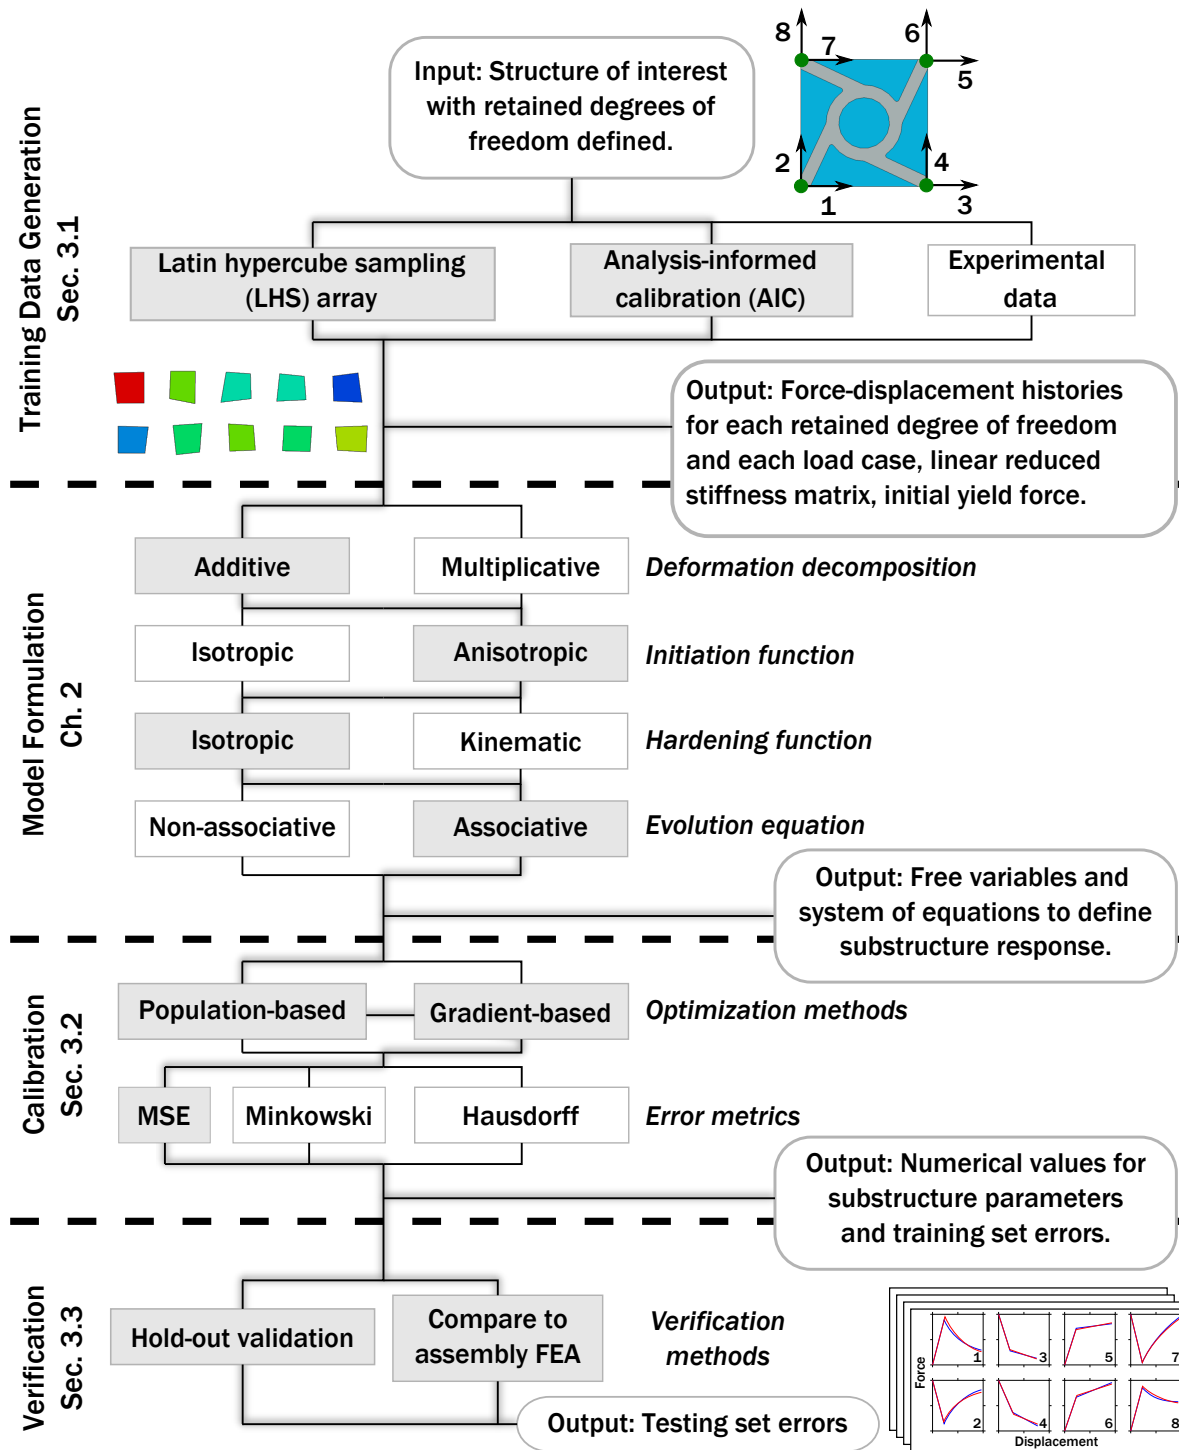 8
7
6
5
2
1
4
3
Input: Structure of interest
with retained degrees of
freedom defined.
Training Data Generation
Sec. 3.1
Latin hypercube sampling
(LHS) array
Analysis-informed
calibration (AIC)
Experimental
data
Output: Force-displacement histories
for each retained degree of freedom
and each load case, linear reduced
stiffness matrix, initial yield force.
Model Formulation
Ch. 2
Additive
Multiplicative
Deformation decomposition
Isotropic
Anisotropic
Initiation function
Isotropic
Kinematic
Hardening function
Non-associative
Associative
Evolution equation
Output: Free variables and
system of equations to define
substructure response.
Calibration
Sec. 3.2
Population-based
Gradient-based
Optimization methods
MSE
Minkowski
Hausdorff
Error metrics
Output: Numerical values for
substructure parameters
and training set errors.
Verification
Sec. 3.3
Hold-out validation
Compare to
assembly FEA
Verification
methods
Output: Testing set errors
Force
1
3
5
7
2
4
6
8
Displacement